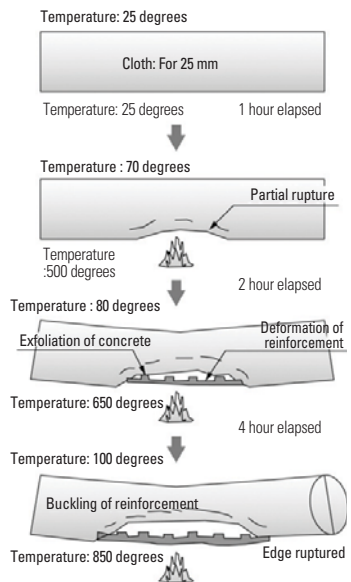 Temperature: 25 degrees
Cloth: For 25 mm
Temperature: 25 degrees
1 hour elapsed
Temperature : 70 degrees
Partial rupture
Temperature
:500 degrees
2 hour elapsed
Temperature : 80 degrees
Exfoliation of concrete
Deformation of
reinforcement
Temperature: 650 degrees
4 hour elapsed
Temperature: 100 degrees
Buckling of reinforcement
Temperature: 850 degrees
Edge ruptured